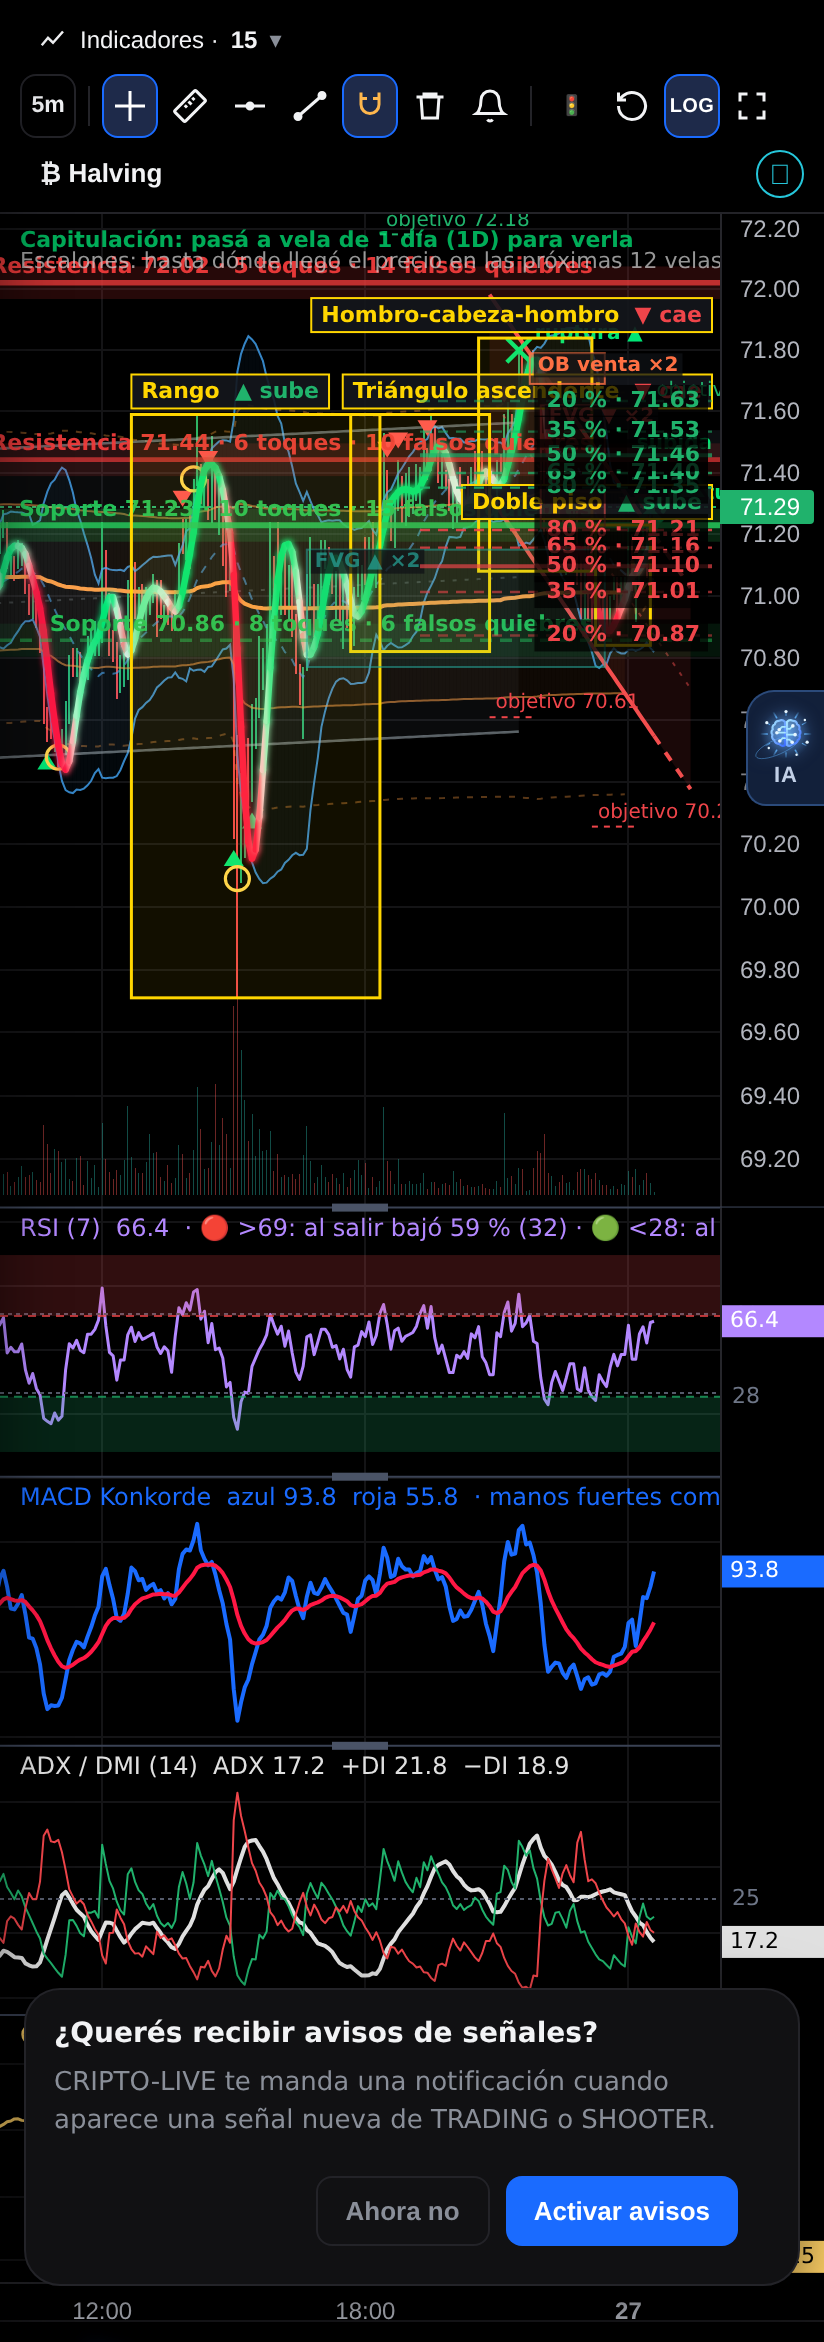 Indicadores · 15 ▾
5m
LOG
₿ Halving
objetivo 72.18
Capitulación: pasá a vela de 1 día (1D) para verla
Escalones: hasta dónde llegó el precio en las próximas 12 velas
Resistencia 72.02 · 5 toques · 14 falsos quiebres
Hombro-cabeza-hombro ▼ cae
ruptura ▲
OB venta ×2
Rango ▲ sube
Triángulo ascendente ▼
20 % · 71.63
35 % · 71.53
Resistencia 71.44 · 6 toques
50 % · 71.46
65 % · 71.40
80 % · 71.35
Doble piso ▲ sube
Soporte 71.23 · 10 toques
80 % · 71.21
65 % · 71.16
FVG ▲ ×2
50 % · 71.10
35 % · 71.01
Soporte 70.86 · 8 toques · 6 falsos
20 % · 70.87
objetivo 70.61
objetivo 70.2
72.20
72.00
71.80
71.60
71.40
71.29
71.20
71.00
70.80
IA
70.20
70.00
69.80
69.60
69.40
69.20
RSI (7) 66.4 · 🔴 >69: al salir bajó 59 % (32) · 🟢 <28: al
66.4
28
MACD Konkorde azul 93.8 roja 55.8 · manos fuertes com
93.8
ADX / DMI (14) ADX 17.2 +DI 21.8 −DI 18.9
25
17.2
¿Querés recibir avisos de señales?
CRIPTO-LIVE te manda una notificación cuando
aparece una señal nueva de TRADING o SHOOTER.
Ahora no
Activar avisos
12:00
18:00
27